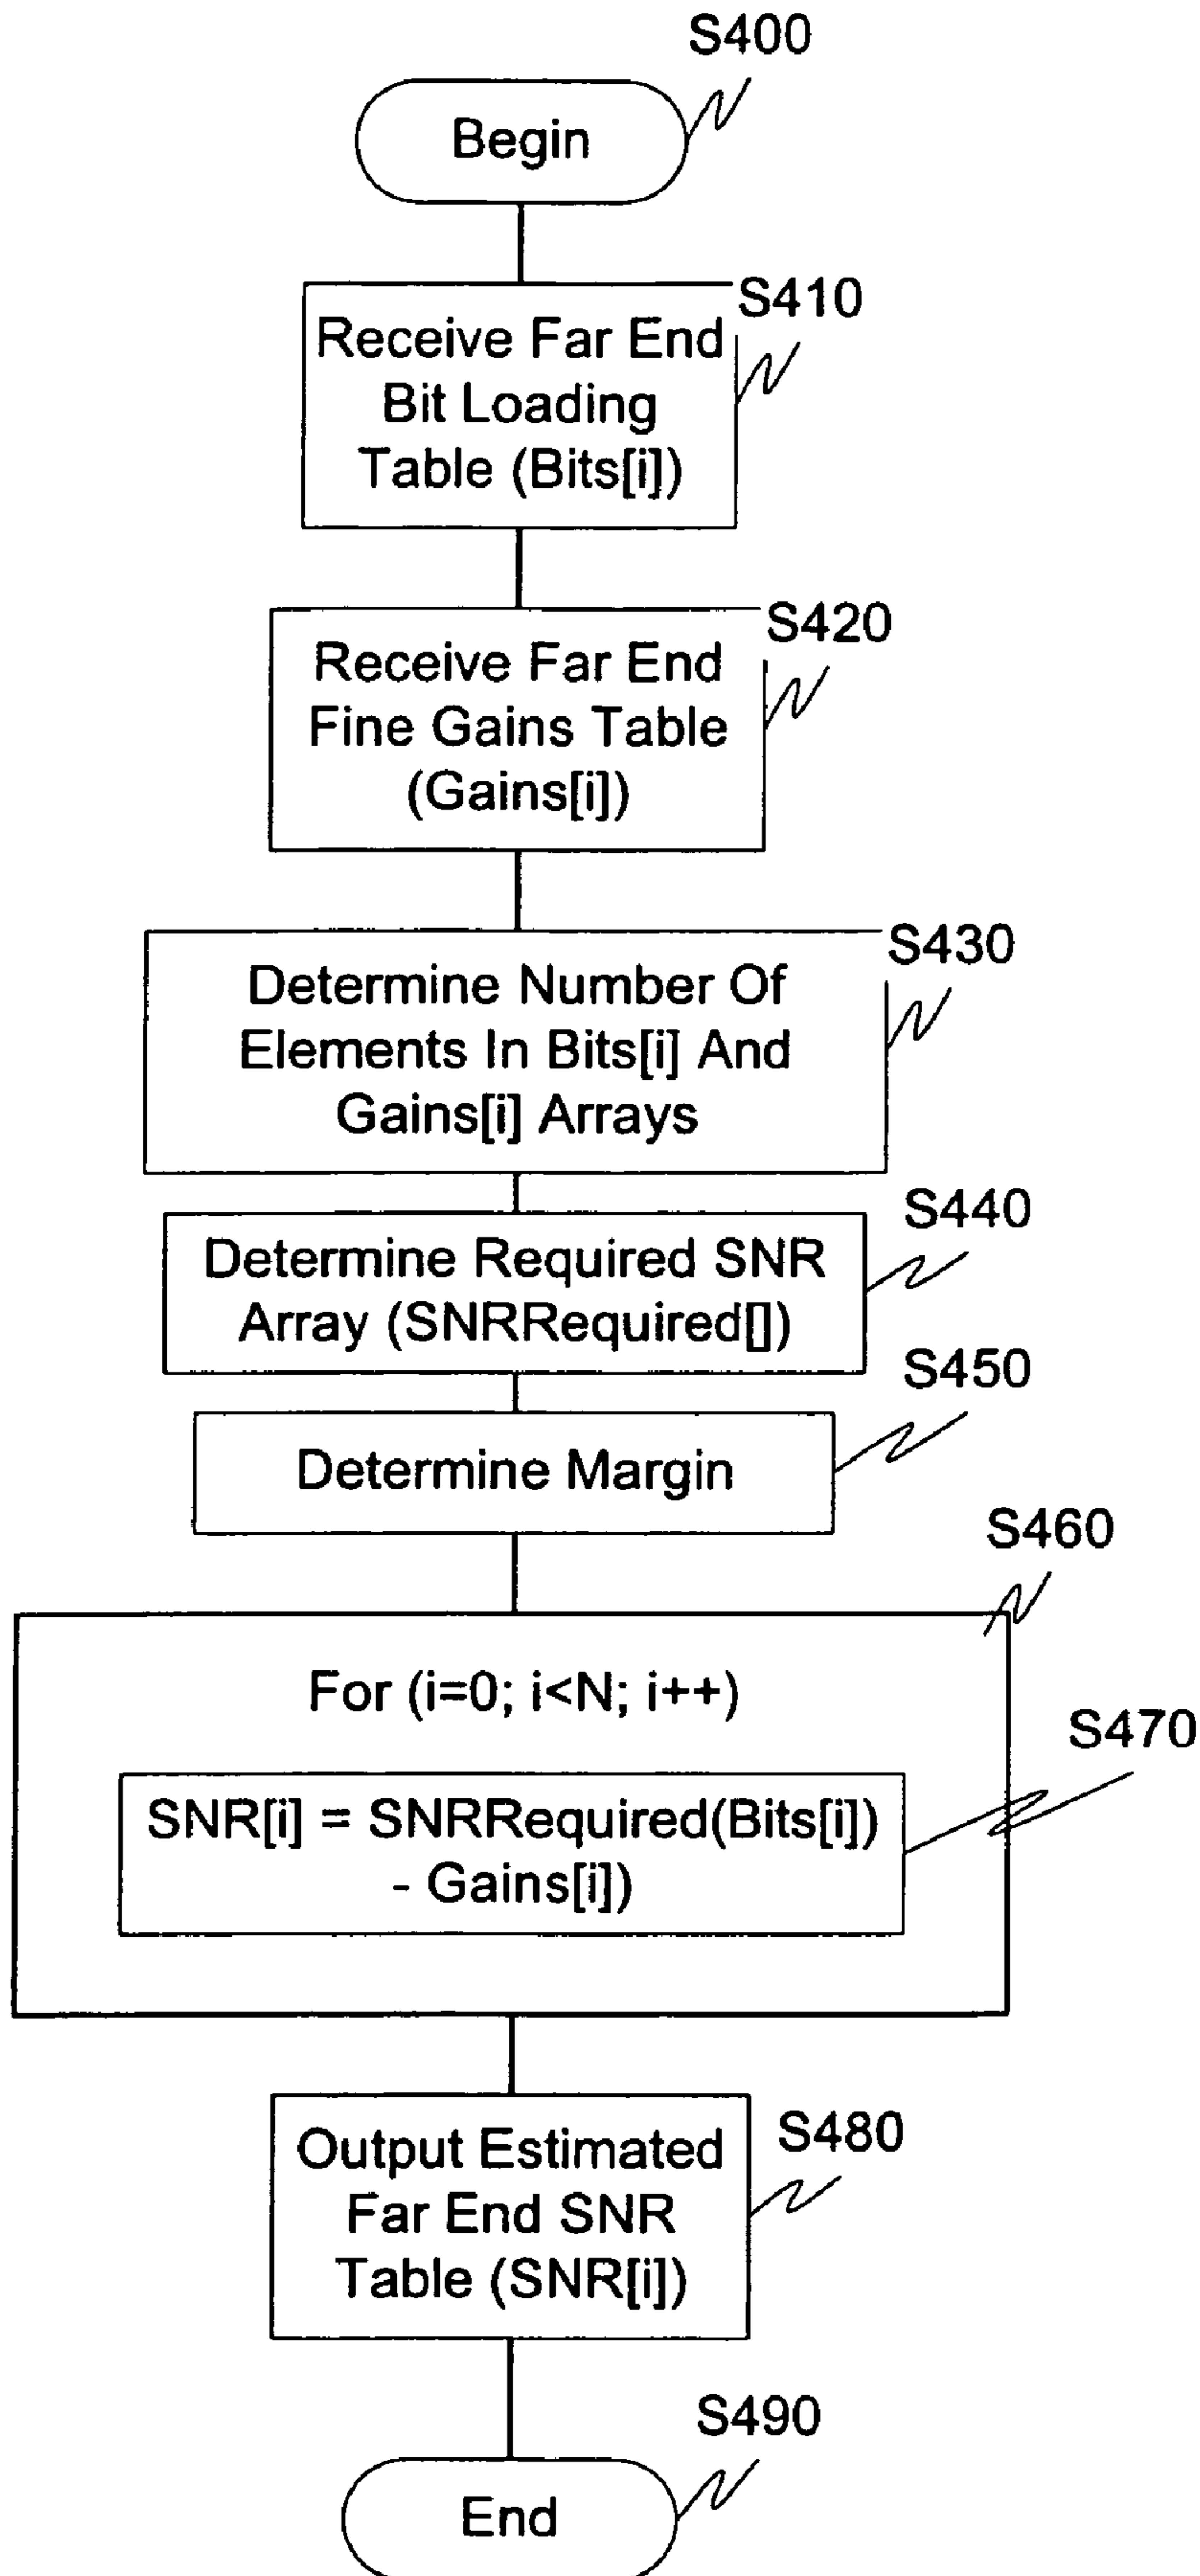 S400
Begin
S410
Receive Far End
Bit Loading
Table (Bits[i])
S420
Receive Far End
Fine Gains Table
(Gains[i])
S430
Determine Number Of
Elements In Bits[i] And
Gains[i] Arrays
S440
Determine Required SNR
Array (SNRRequired[])
S450
Determine Margin
S460
For (i=0; i<N; i++)
S470
SNR[i] = SNRRequired(Bits[i])
- Gains[i])
S480
Output Estimated
Far End SNR
Table (SNR[i])
S490
End